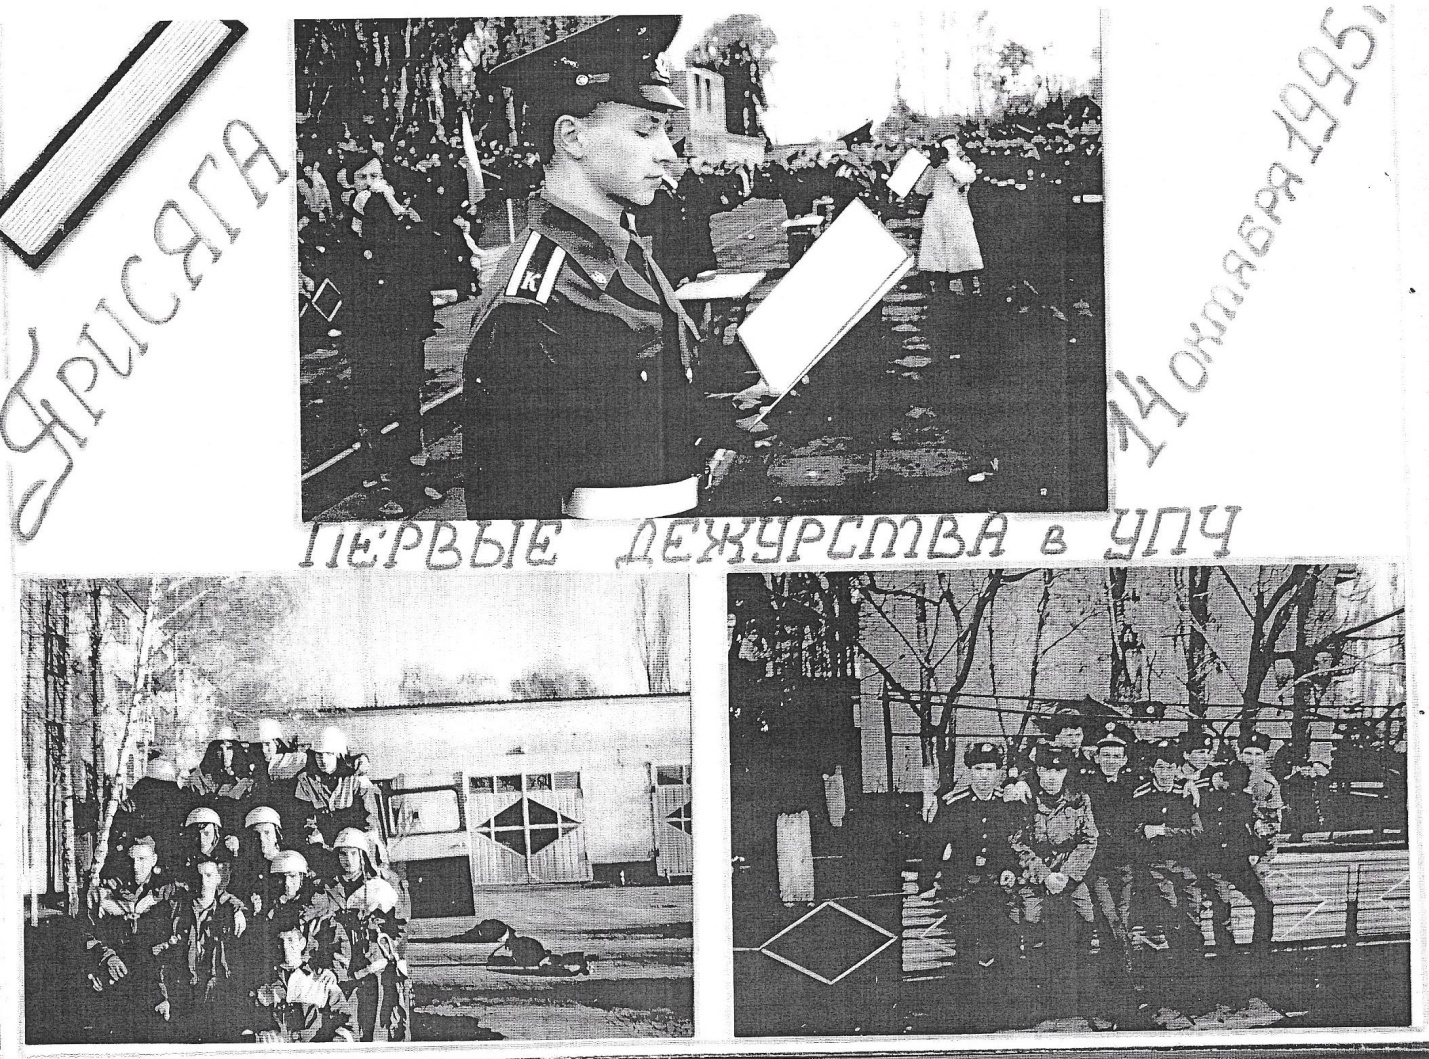 Присяга
14 октября 1995г.
К
ПЕРВЫЕ ДЕЖУРСТВА в УПЧ